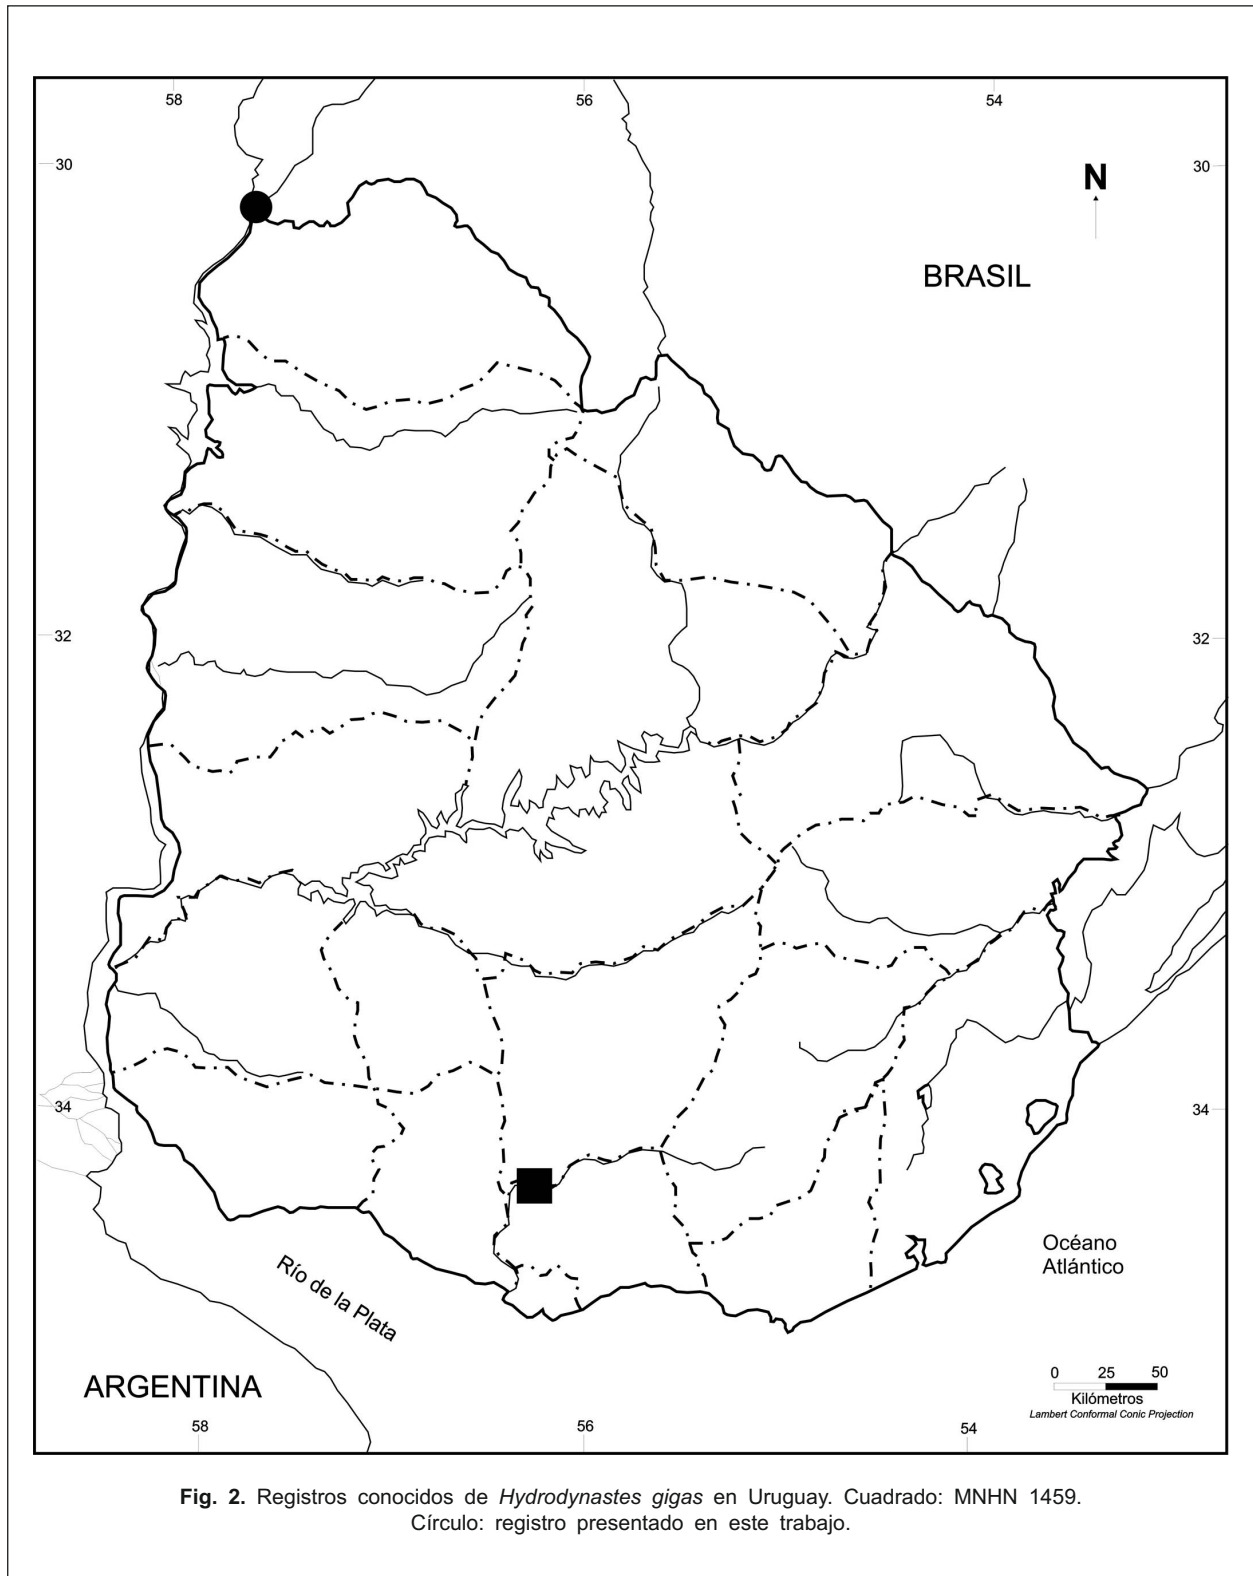 58
56
54
30
30
N
BRASIL
32
32
34
34
Océano
Atlántico
Río de la Plata
ARGENTINA
0 25 50
Kilómetros
Lambert Conformal Conic Projection
58
56
54
Fig. 2. Registros conocidos de Hydrodynastes gigas en Uruguay. Cuadrado: MNHN 1459.
Círculo: registro presentado en este trabajo.